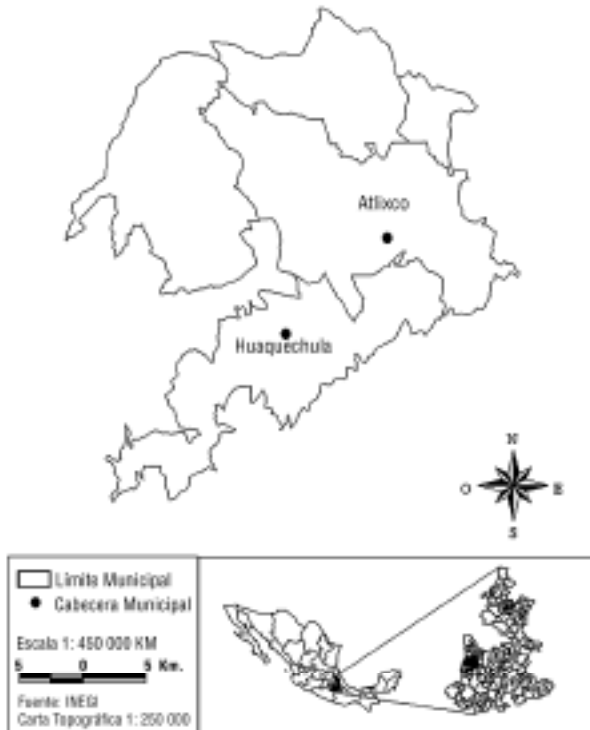 Atlixco
Huaquechula
N
O
E
S
Límite Municipal
Cabecera Municipal
Escala 1: 450 000 KM
5 0 5 Km.
Fuente: INEGI
Carta Topográfica 1: 250 000